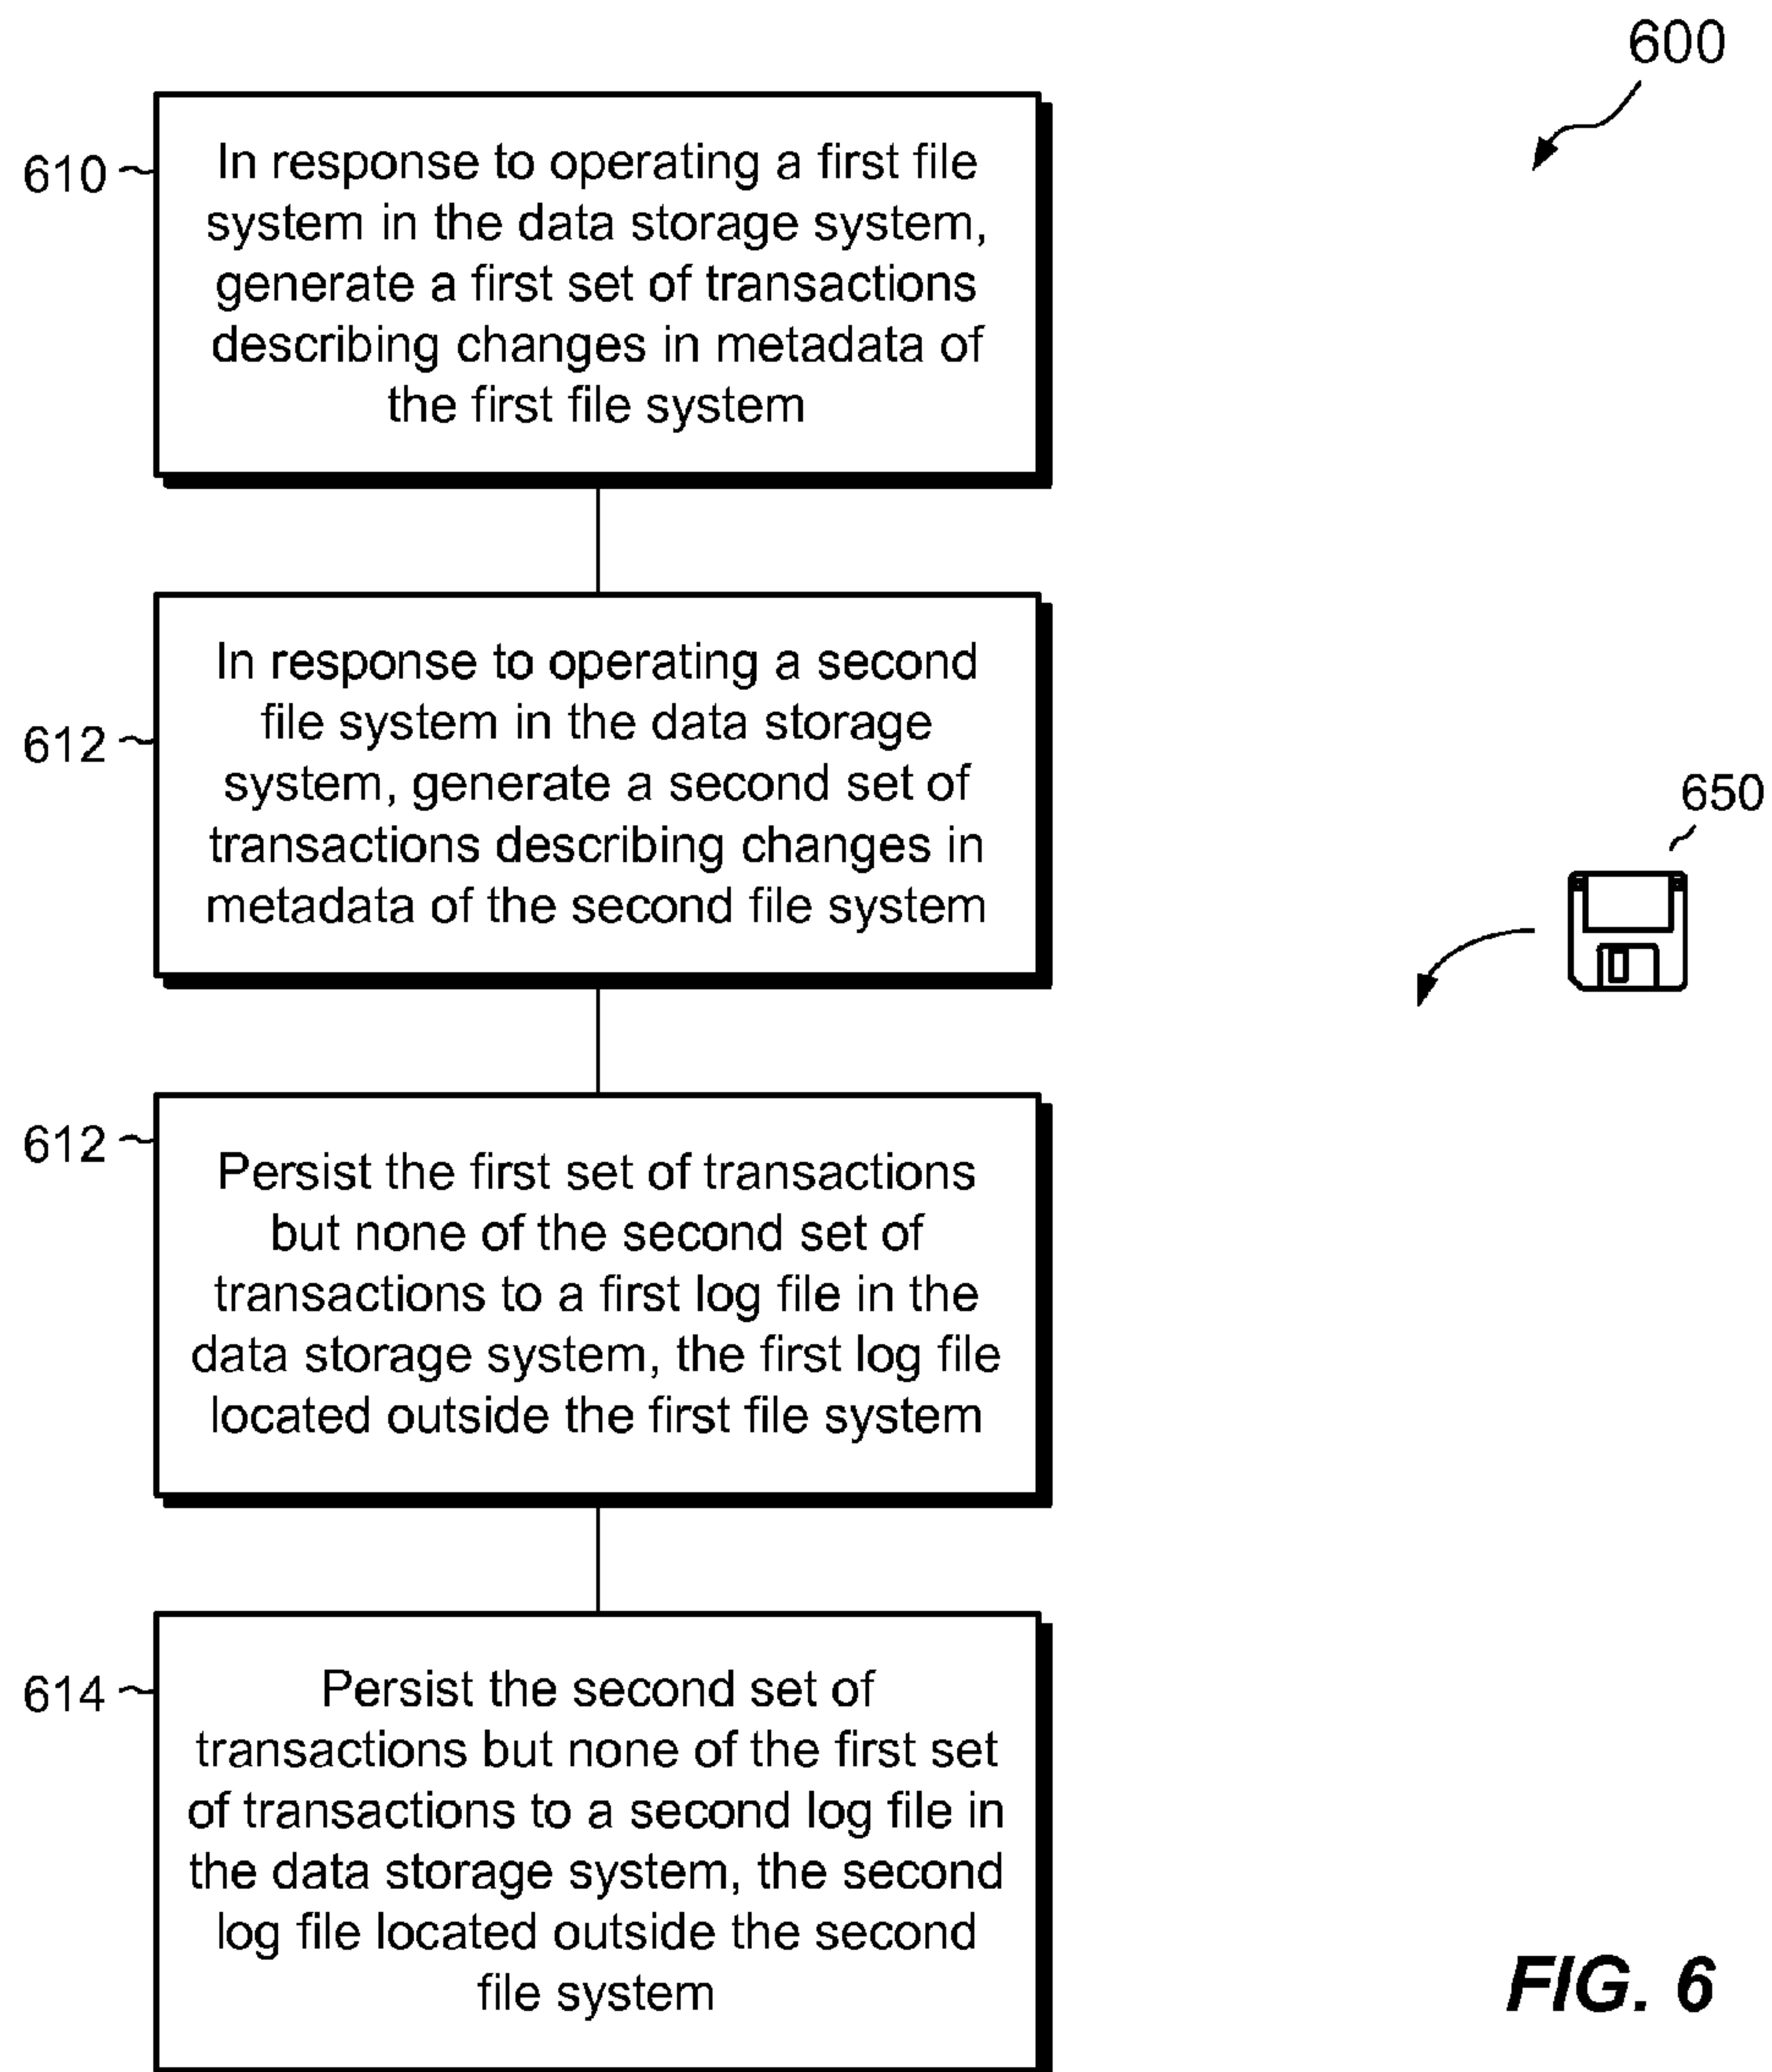 600
610
In response to operating a first file
system in the data storage system,
generate a first set of transactions
describing changes in metadata of
the first file system
612
In response to operating a second
file system in the data storage
system, generate a second set of
transactions describing changes in
metadata of the second file system
650
612
Persist the first set of transactions
but none of the second set of
transactions to a first log file in the
data storage system, the first log file
located outside the first file system
614
Persist the second set of
transactions but none of the first set
of transactions to a second log file in
the data storage system, the second
log file located outside the second
file system
FIG. 6